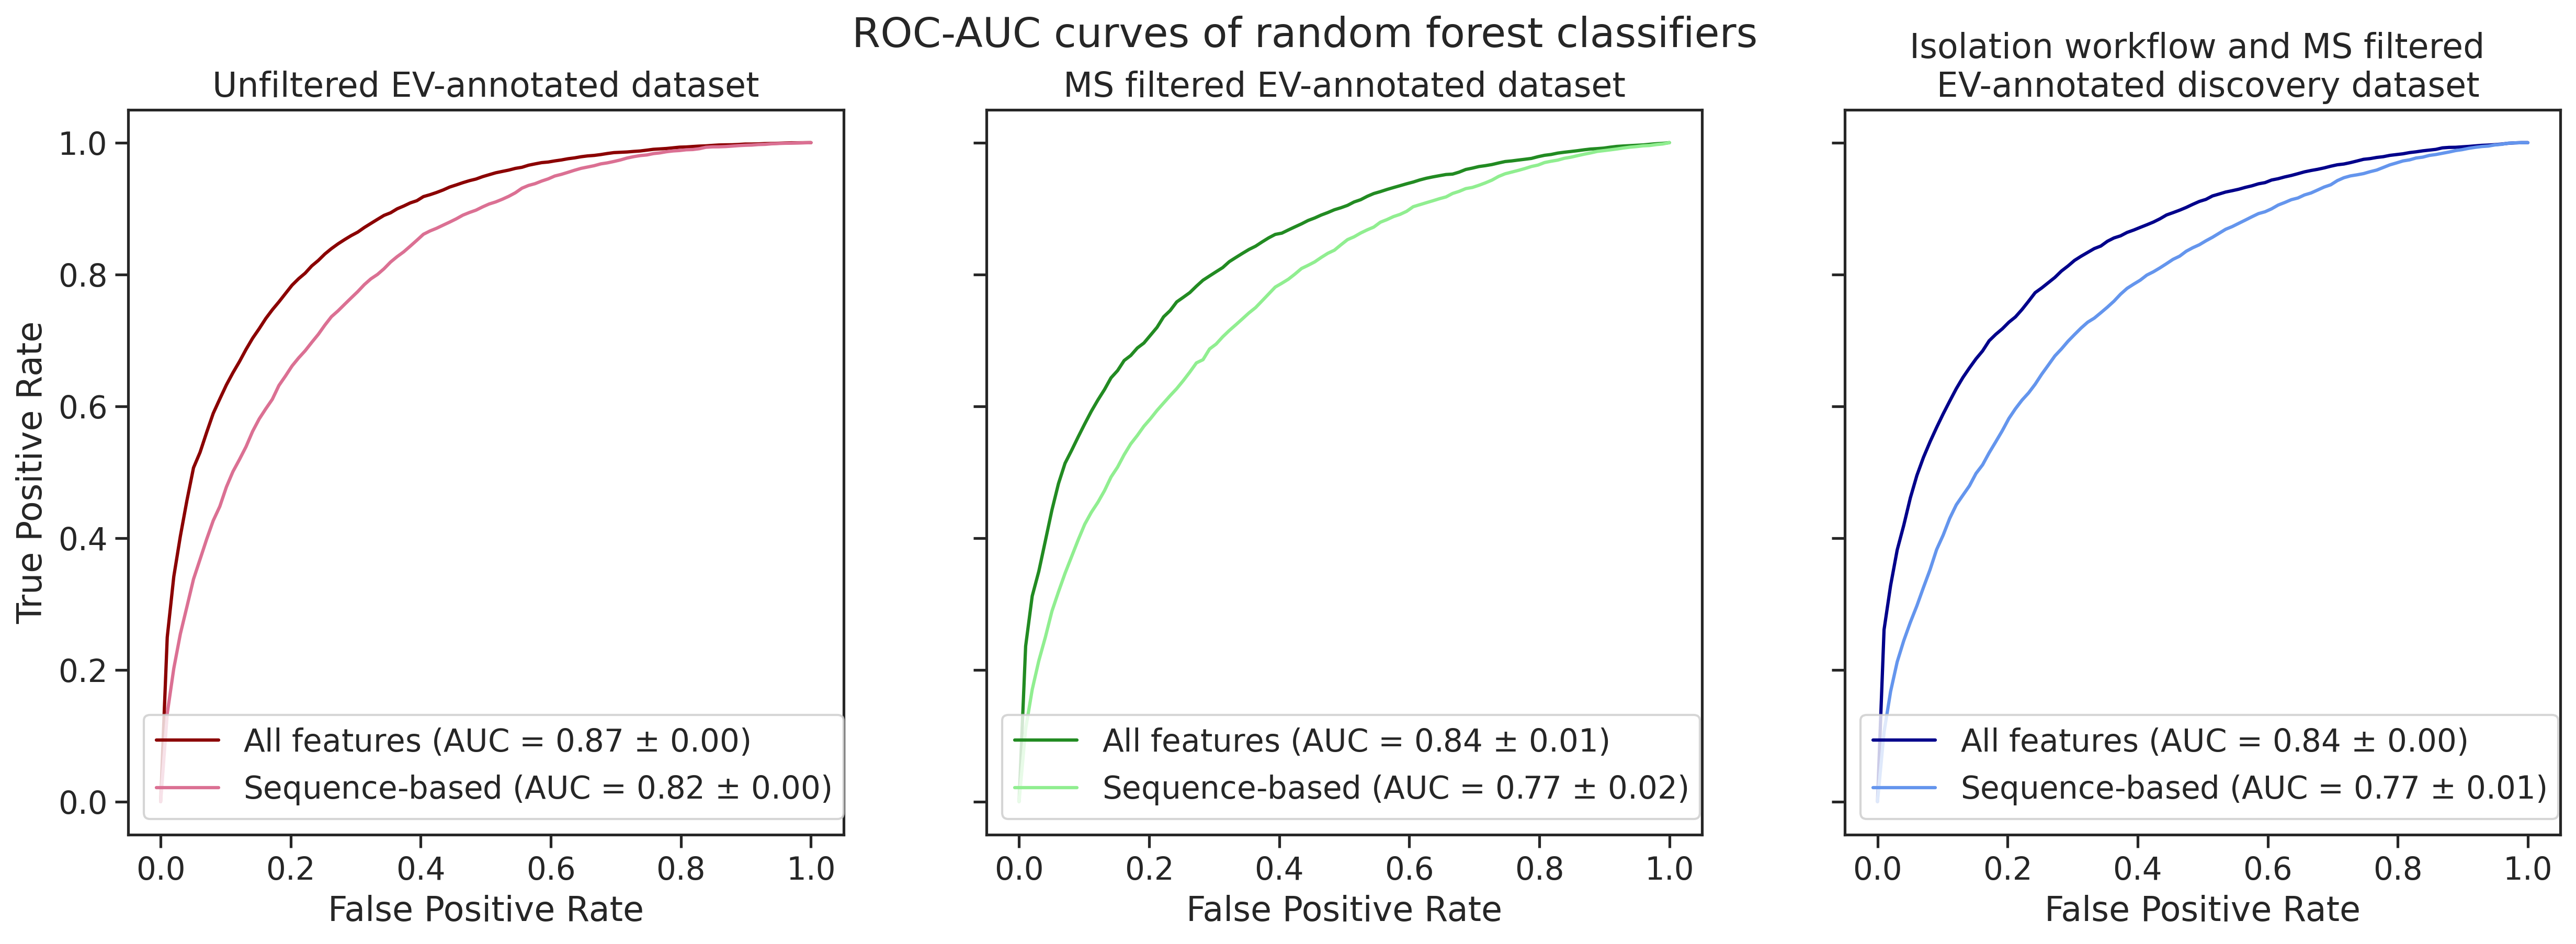 ROC-AUC curves of random forest classifiers
Unfiltered EV-annotated dataset
True Positive Rate
1.0
0.8
0.6
0.4
0.2
0.0
All features (AUC = 0.87 ± 0.00)
Sequence-based (AUC = 0.82 ± 0.00)
0.0 0.2 0.4 0.6 0.8 1.0
False Positive Rate
MS filtered EV-annotated dataset
All features (AUC = 0.84 ± 0.01)
Sequence-based (AUC = 0.77 ± 0.02)
0.0 0.2 0.4 0.6 0.8 1.0
False Positive Rate
Isolation workflow and MS filtered
EV-annotated discovery dataset
All features (AUC = 0.84 ± 0.00)
Sequence-based (AUC = 0.77 ± 0.01)
0.0 0.2 0.4 0.6 0.8 1.0
False Positive Rate